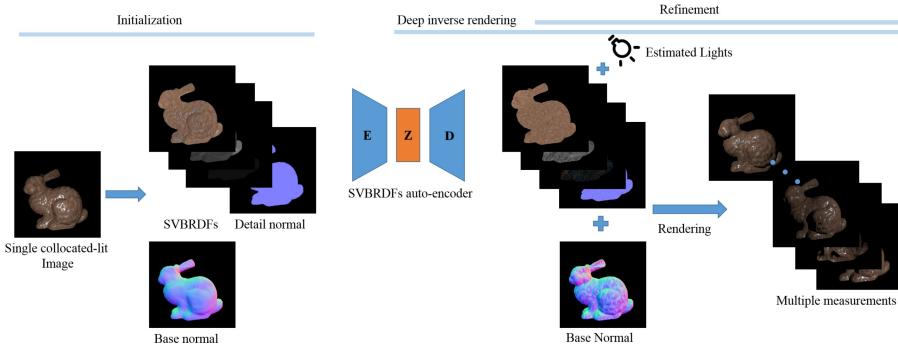 Initialization
Deep inverse rendering
Refinement
Estimated Lights
E
Z
D
SVBRDFs auto-encoder
Single collocated-lit
Image
SVBRDFs
Detail normal
Base normal
Rendering
Base Normal
Multiple measurements